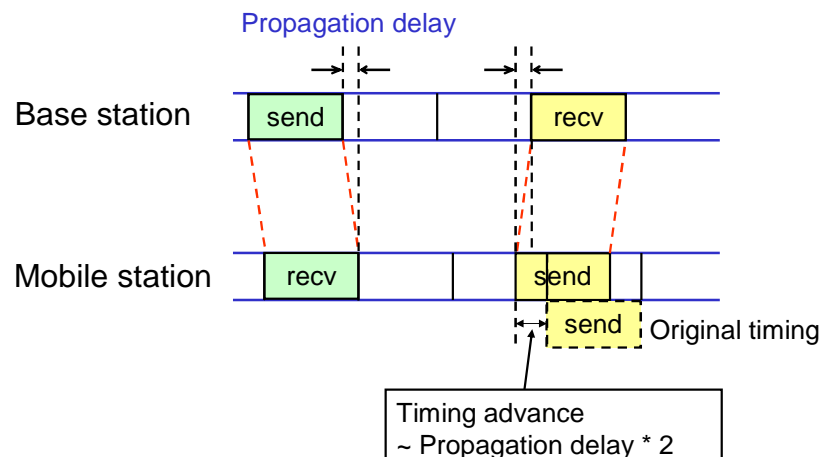 Propagation delay
Base station
send
recv
Mobile station
recv
send
send
Original timing
Timing advance
~ Propagation delay * 2